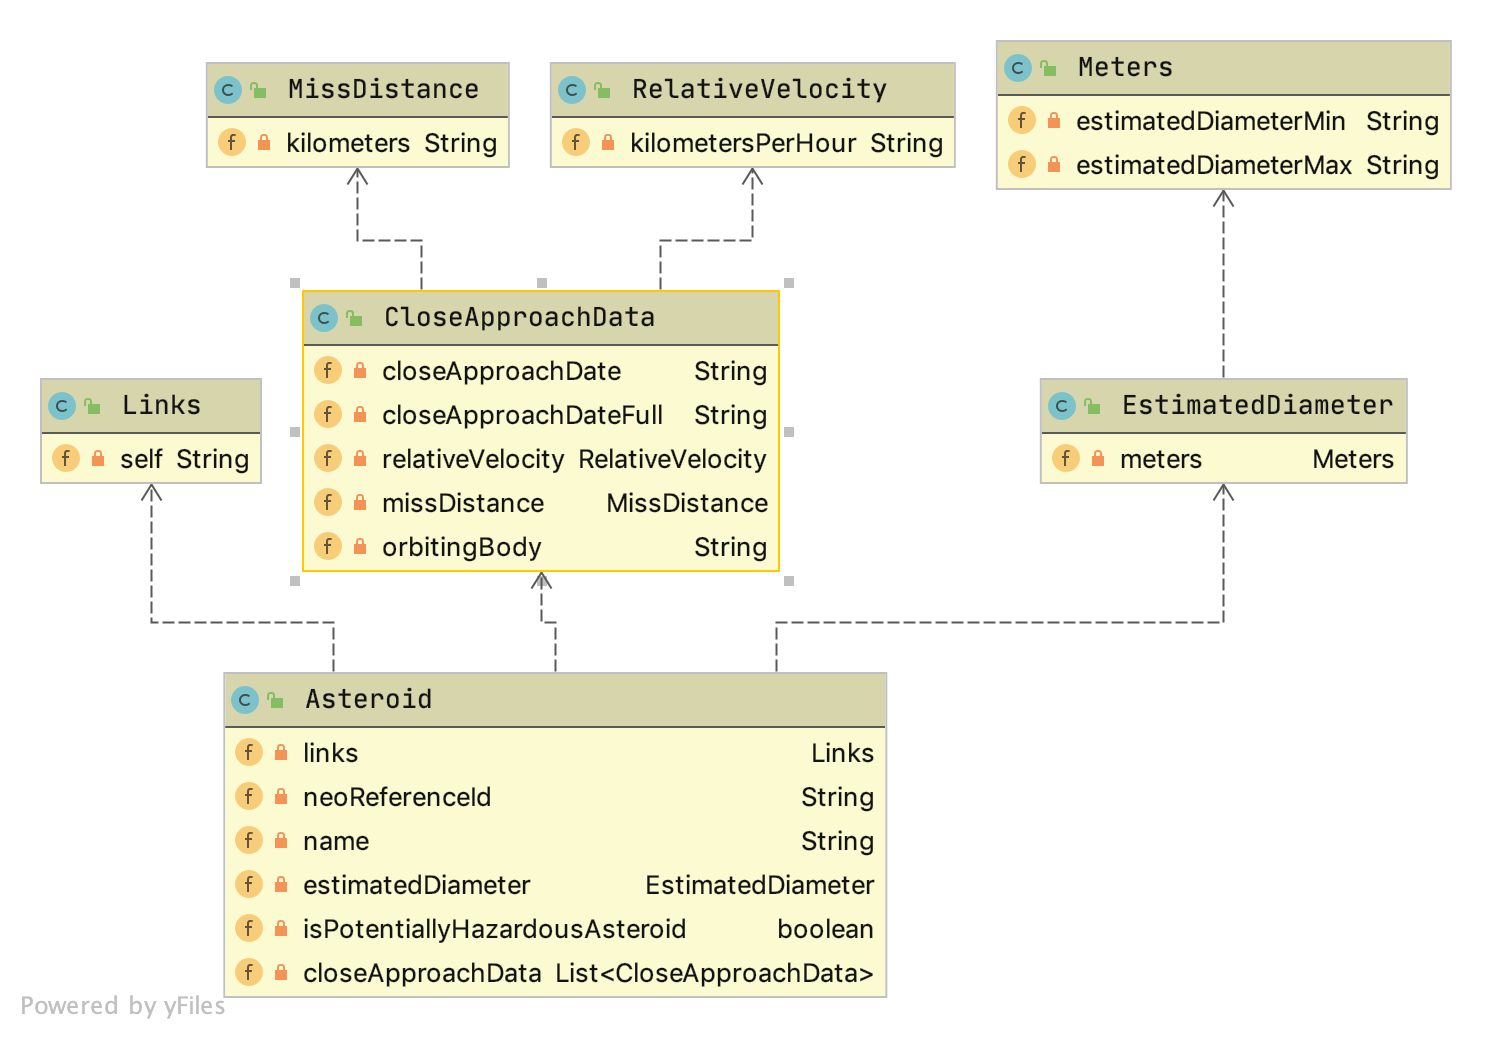 MissDistance
kilometers String
RelativeVelocity
kilometersPerHour String
Meters
estimatedDiameterMin String
estimatedDiameterMax String
CloseApproachData
closeApproachDate String
closeApproachDateFull String
relativeVelocity RelativeVelocity
missDistance MissDistance
orbitingBody String
Links
self String
EstimatedDiameter
meters Meters
Asteroid
links Links
neoReferenceId String
name String
estimatedDiameter EstimatedDiameter
isPotentiallyHazardousAsteroid boolean
closeApproachData List<CloseApproachData>
Powered by yFiles